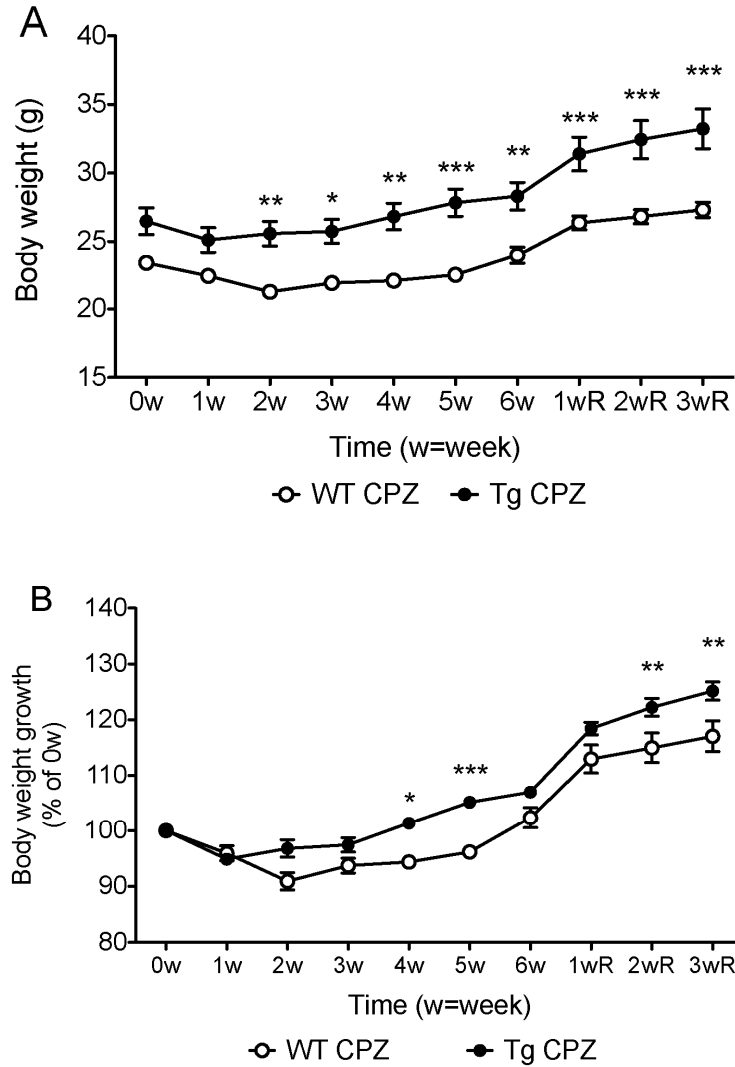 A
Body weight (g)
40
35
30
25
20
15
** * ** *** ** *** *** ***
0w 1w 2w 3w 4w 5w 6w 1wR 2wR 3wR
Time (w=week)
WT CPZ Tg CPZ
B
Body weight growth
(% of 0w)
140
130
120
110
100
90
80
* *** ** **
0w 1w 2w 3w 4w 5w 6w 1wR 2wR 3wR
Time (w=week)
WT CPZ Tg CPZ